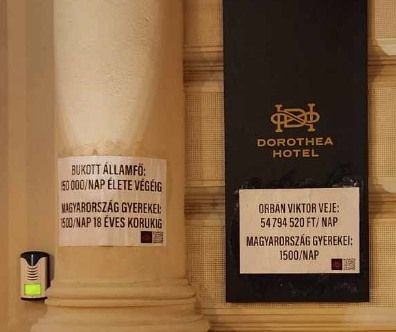 BUKOTT ÁLLAMFŐ:
150 000/NAP ÉLETE VÉGÉIG
MAGYARORSZÁG GYEREKEI:
1500/NAP 18 ÉVES KORUKIG
DH
DOROTHEA
HOTEL
ORBÁN VIKTOR VEJE:
54 794 520 FT/ NAP
MAGYARORSZÁG GYEREKEI:
1500/NAP